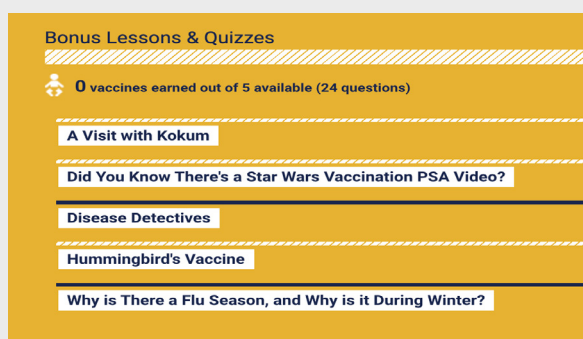 Bonus Lessons & Quizzes
0 vaccines earned out of 5 available (24 questions)
A Visit with Kokum
Did You Know There's a Star Wars Vaccination PSA Video?
Disease Detectives
Hummingbird's Vaccine
Why is There a Flu Season, and Why is it During Winter?